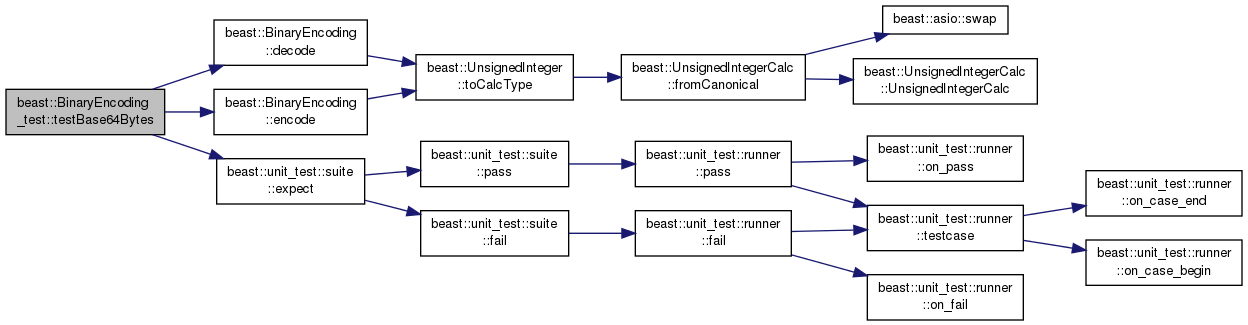 beast::BinaryEncoding
_test::testBase64Bytes
beast::BinaryEncoding
::decode
beast::BinaryEncoding
::encode
beast::unit_test::suite
::expect
beast::UnsignedInteger
::toCalcType
beast::unit_test::suite
::pass
beast::unit_test::suite
::fail
beast::UnsignedIntegerCalc
::fromCanonical
beast::unit_test::runner
::pass
beast::unit_test::runner
::fail
beast::asio::swap
beast::UnsignedIntegerCalc
::UnsignedIntegerCalc
beast::unit_test::runner
::on_pass
beast::unit_test::runner
::testcase
beast::unit_test::runner
::on_fail
beast::unit_test::runner
::on_case_end
beast::unit_test::runner
::on_case_begin